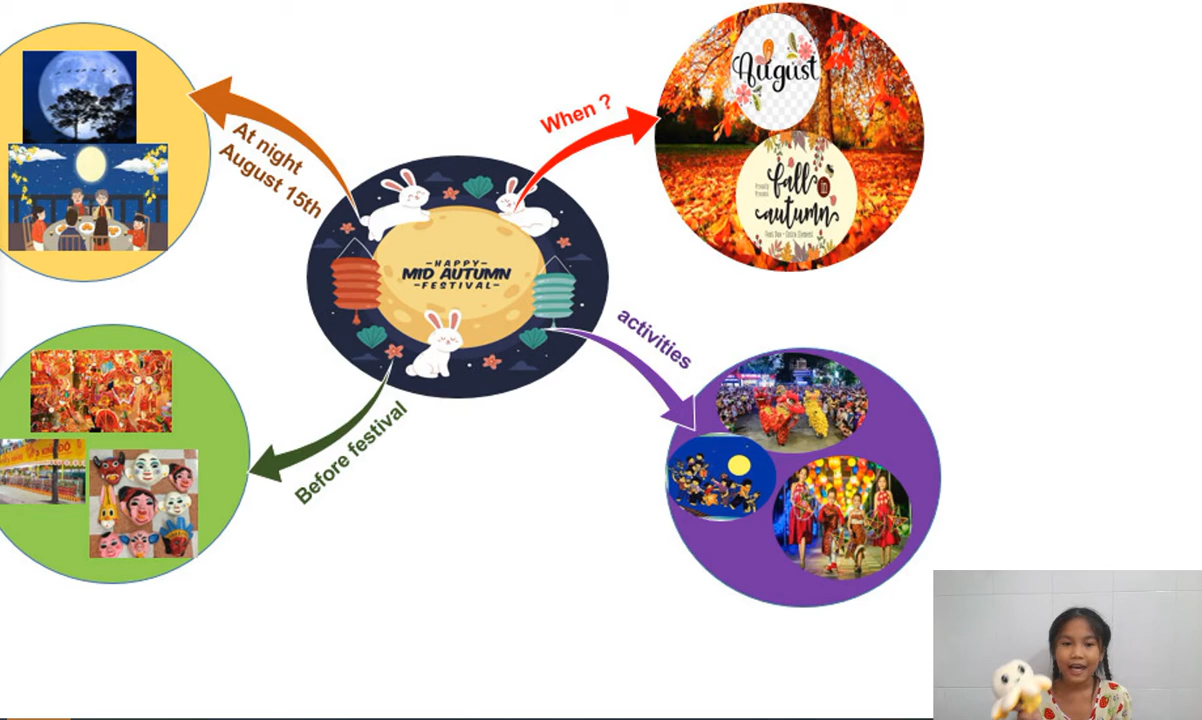 At night
August 15th
When ?
August
fall
autumn
-HAPPY-
MID AUTUMN
-FESTIVAL-
activities
Before festival